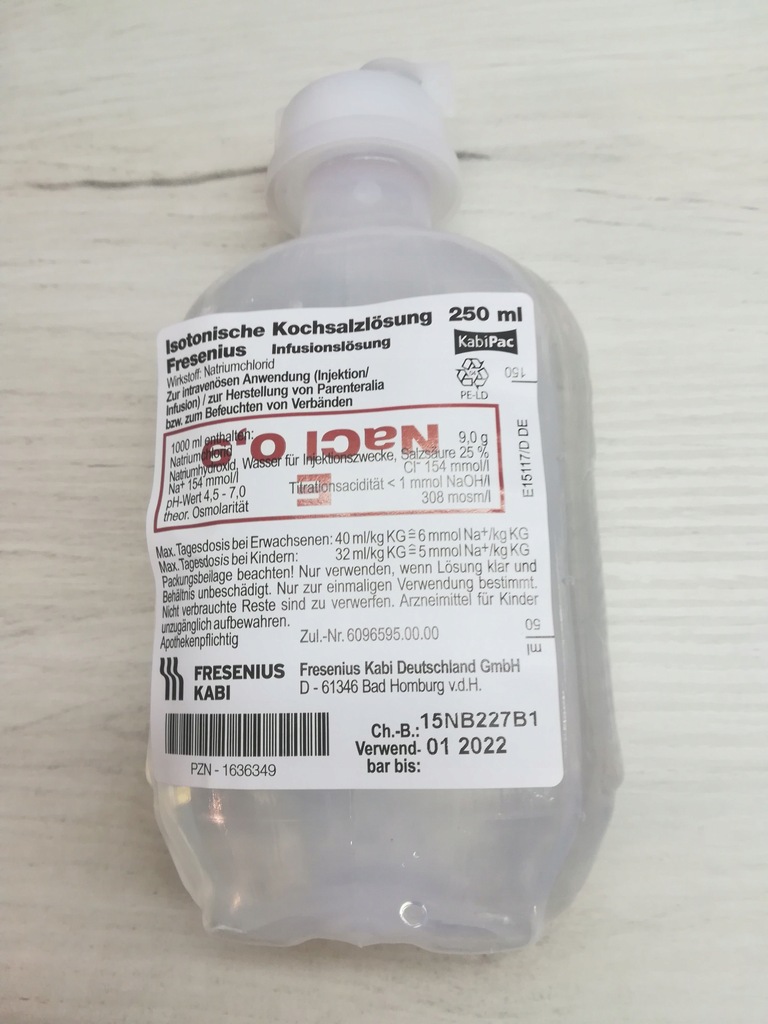 Isotonische Kochsalzlösung 250 ml
Fresenius Infusionslösung
KabiPac
Wirkstoff: Natriumchlorid
Zur intravenösen Anwendung (Injektion/
Infusion) / zur Herstellung von Parenteralia
bzw. zum Befeuchten von Verbänden
PE-LD
150
NaCl 0,9
1000 ml enthalten:
Natriumchlorid 9,0 g
Natriumhydroxid, Wasser für Injektionszwecke, Salzsäure 25 %
Na⁺ 154 mmol/l Cl⁻ 154 mmol/l
pH-Wert 4,5 - 7,0 Titrationsacidität < 1 mmol NaOH/l
theor. Osmolarität 308 mosm/l
E15117/D DE
Max. Tagesdosis bei Erwachsenen: 40 ml/kg KG ≙ 6 mmol Na⁺/kg KG
Max. Tagesdosis bei Kindern: 32 ml/kg KG ≙ 5 mmol Na⁺/kg KG
Packungsbeilage beachten! Nur verwenden, wenn Lösung klar und
Behältnis unbeschädigt. Nur zur einmaligen Verwendung bestimmt.
Nicht verbrauchte Reste sind zu verwerfen. Arzneimittel für Kinder
unzugänglich aufbewahren.
Apothekenpflichtig Zul.-Nr. 6096595.00.00
50
ml
FRESENIUS
KABI
Fresenius Kabi Deutschland GmbH
D - 61346 Bad Homburg v.d.H.
Ch.-B.: 15NB227B1
Verwend- 01 2022
bar bis:
PZN - 1636349